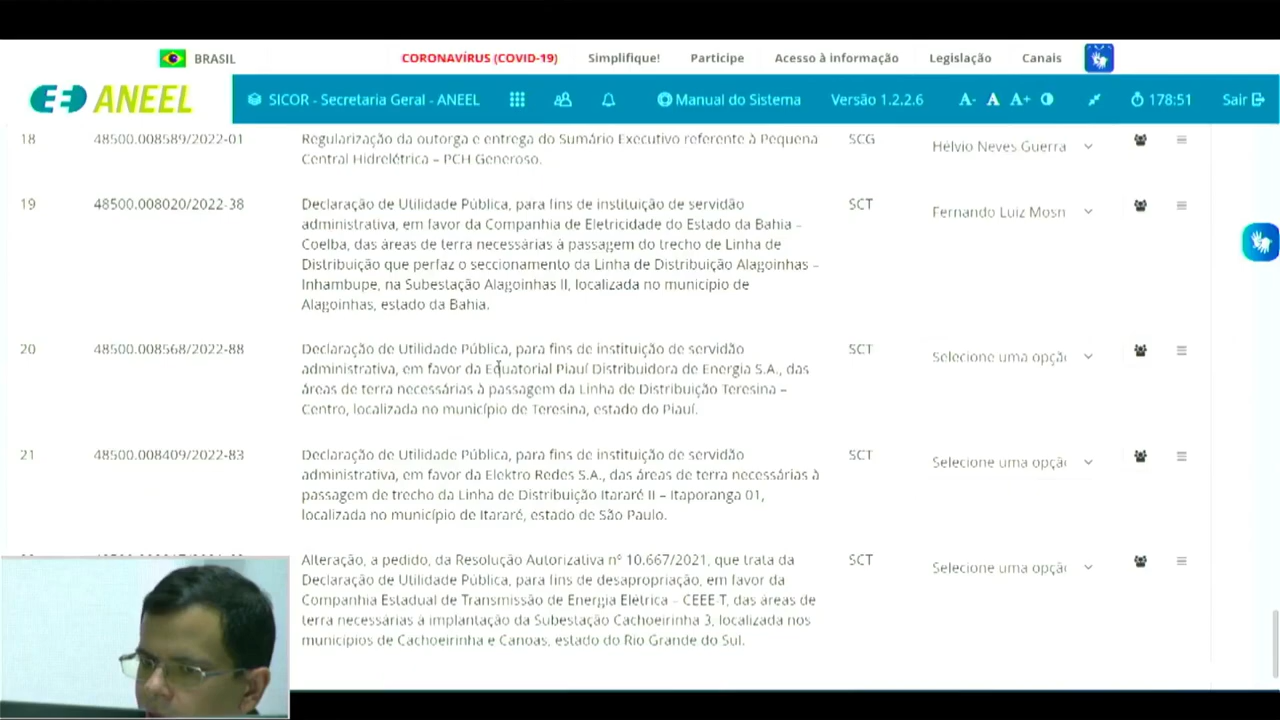 BRASIL
CORONAVÍRUS (COVID-19)
Simplifique!
Participe
Acesso à informação
Legislação
Canais
ANEEL
SICOR - Secretaria Geral - ANEEL
Manual do Sistema
Versão 1.2.2.6
A-
A
A+
178:51
Sair
18
48500.008589/2022-01
Regularização da outorga e entrega do Sumário Executivo referente à Pequena
Central Hidrelétrica – PCH Generoso.
SCG
Hélvio Neves Guerra
19
48500.008020/2022-38
Declaração de Utilidade Pública, para fins de instituição de servidão
administrativa, em favor da Companhia de Eletricidade do Estado da Bahia –
Coelba, das áreas de terra necessárias à passagem do trecho de Linha de
Distribuição que perfaz o seccionamento da Linha de Distribuição Alagoinhas –
Inhambupe, na Subestação Alagoinhas II, localizada no município de
Alagoinhas, estado da Bahia.
SCT
Fernando Luiz Mosn
20
48500.008568/2022-88
Declaração de Utilidade Pública, para fins de instituição de servidão
administrativa, em favor da Equatorial Piauí Distribuidora de Energia S.A., das
áreas de terra necessárias à passagem da Linha de Distribuição Teresina –
Centro, localizada no município de Teresina, estado do Piauí.
SCT
Selecione uma opçã
21
48500.008409/2022-83
Declaração de Utilidade Pública, para fins de instituição de servidão
administrativa, em favor da Elektro Redes S.A., das áreas de terra necessárias à
passagem de trecho da Linha de Distribuição Itararé II – Itaporanga 01,
localizada no município de Itararé, estado de São Paulo.
SCT
Selecione uma opçã
Alteração, a pedido, da Resolução Autorizativa nº 10.667/2021, que trata da
Declaração de Utilidade Pública, para fins de desapropriação, em favor da
Companhia Estadual de Transmissão de Energia Elétrica – CEEE-T, das áreas de
terra necessárias à implantação da Subestação Cachoeirinha 3, localizada nos
municípios de Cachoeirinha e Canoas, estado do Rio Grande do Sul.
SCT
Selecione uma opçã